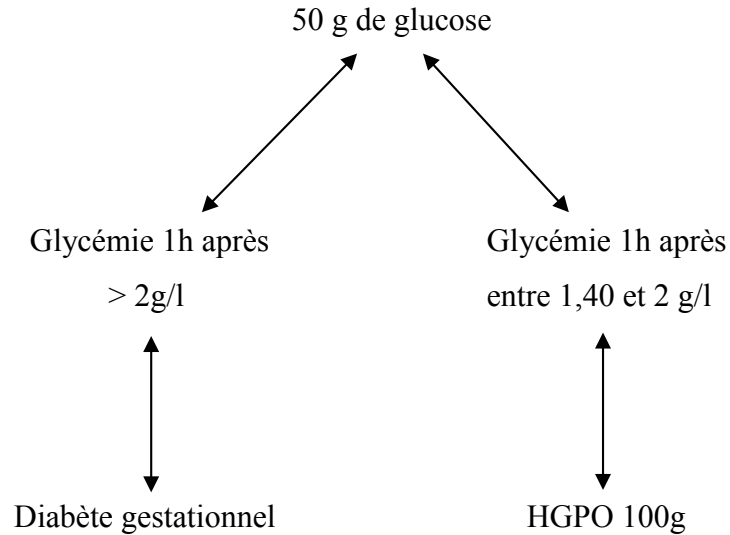 50 g de glucose
Glycémie 1h après
> 2g/l
Glycémie 1h après
entre 1,40 et 2 g/l
Diabète gestationnel
HGPO 100g